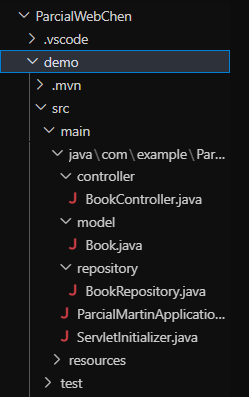 ParcialWebChen
.vscode
demo
.mvn
src
main
java\com\example\Par...
controller
BookController.java
model
Book.java
repository
BookRepository.java
ParcialMartinApplicatio...
ServletInitializer.java
resources
test